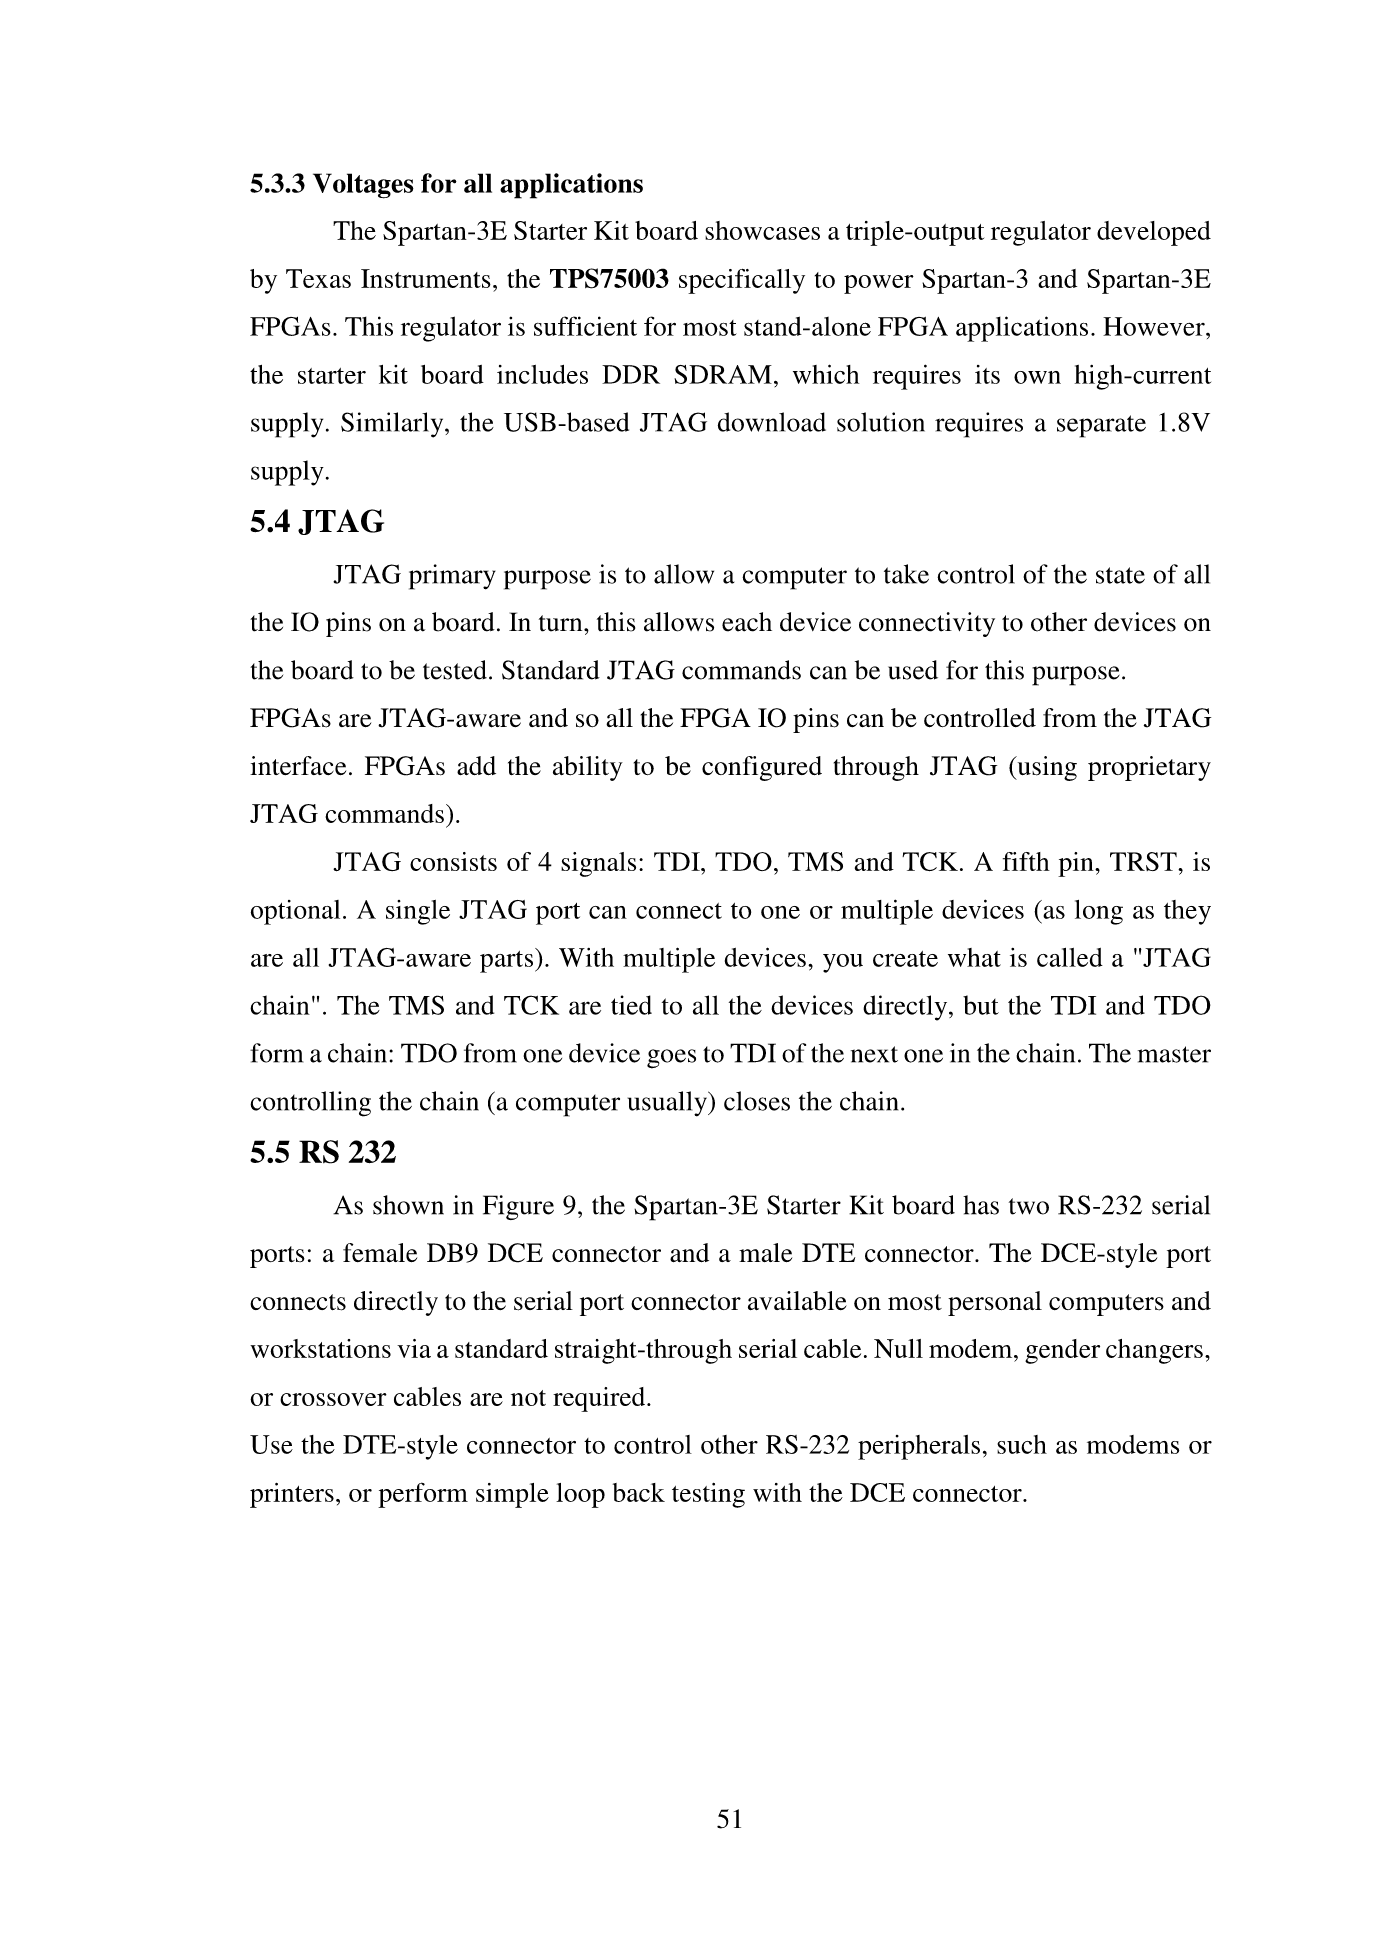 5.3.3 Voltages for all applications
The Spartan-3E Starter Kit board showcases a triple-output regulator developed
by Texas Instruments, the TPS75003 specifically to power Spartan-3 and Spartan-3E
FPGAs. This regulator is sufficient for most stand-alone FPGA applications. However,
the starter kit board includes DDR SDRAM, which requires its own high-current
supply. Similarly, the USB-based JTAG download solution requires a separate 1.8V
supply.
5.4 JTAG
JTAG primary purpose is to allow a computer to take control of the state of all
the IO pins on a board. In turn, this allows each device connectivity to other devices on
the board to be tested. Standard JTAG commands can be used for this purpose.
FPGAs are JTAG-aware and so all the FPGA IO pins can be controlled from the JTAG
interface. FPGAs add the ability to be configured through JTAG (using proprietary
JTAG commands).
JTAG consists of 4 signals: TDI, TDO, TMS and TCK. A fifth pin, TRST, is
optional. A single JTAG port can connect to one or multiple devices (as long as they
are all JTAG-aware parts). With multiple devices, you create what is called a "JTAG
chain". The TMS and TCK are tied to all the devices directly, but the TDI and TDO
form a chain: TDO from one device goes to TDI of the next one in the chain. The master
controlling the chain (a computer usually) closes the chain.
5.5 RS 232
As shown in Figure 9, the Spartan-3E Starter Kit board has two RS-232 serial
ports: a female DB9 DCE connector and a male DTE connector. The DCE-style port
connects directly to the serial port connector available on most personal computers and
workstations via a standard straight-through serial cable. Null modem, gender changers,
or crossover cables are not required.
Use the DTE-style connector to control other RS-232 peripherals, such as modems or
printers, or perform simple loop back testing with the DCE connector.
51